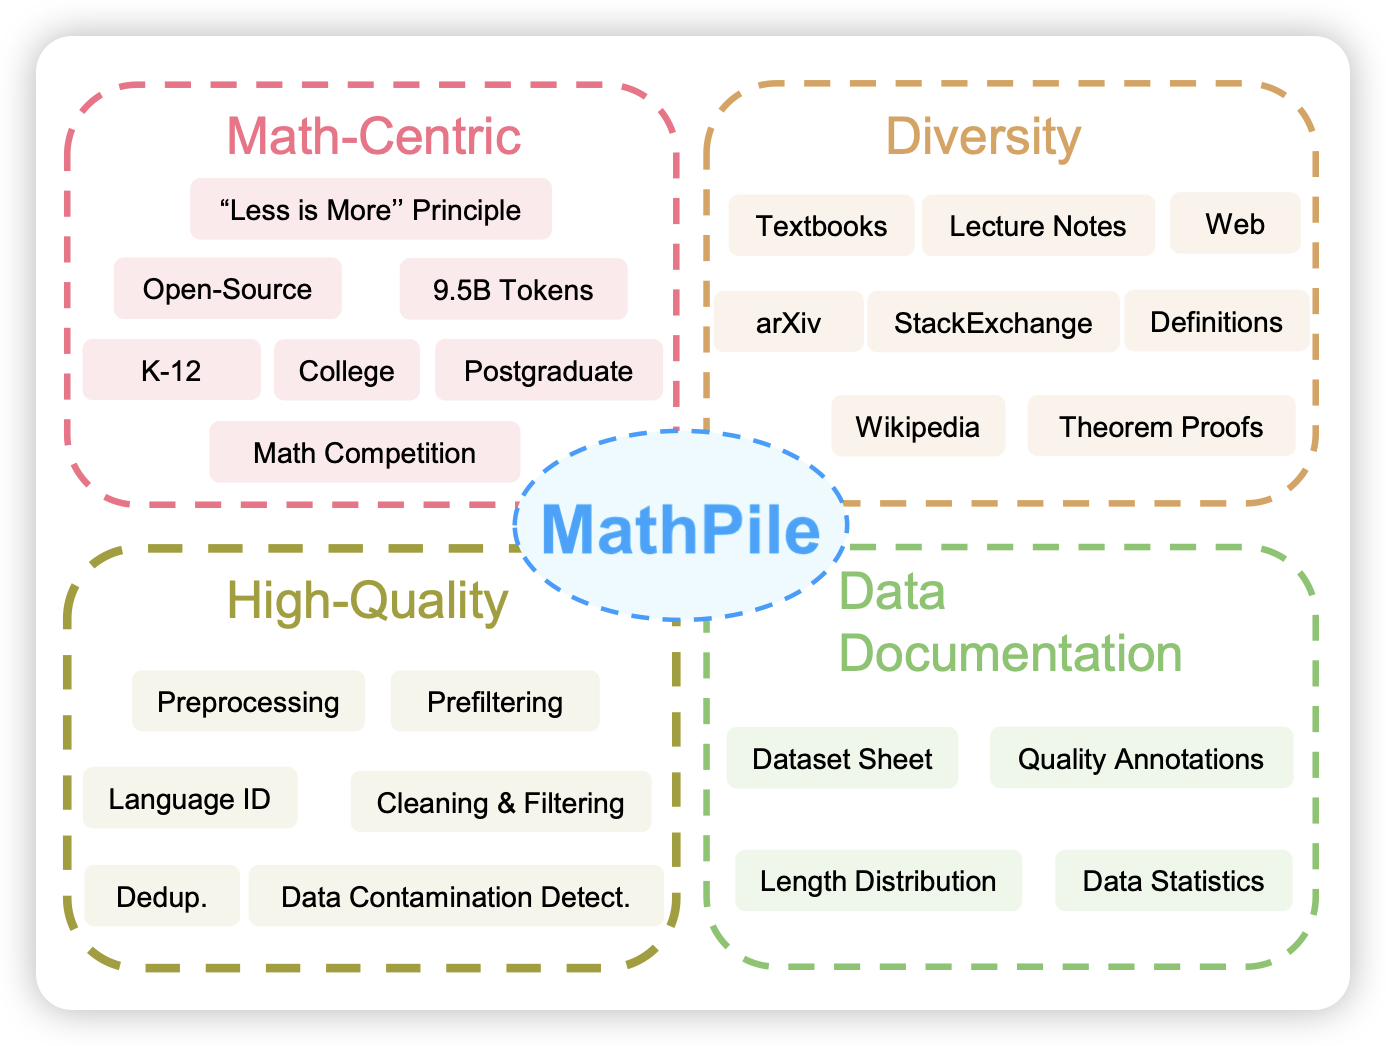 Math-Centric
“Less is More’’ Principle
Open-Source
9.5B Tokens
K-12
College
Postgraduate
Math Competition
Diversity
Textbooks
Lecture Notes
Web
arXiv
StackExchange
Definitions
Wikipedia
Theorem Proofs
MathPile
High-Quality
Preprocessing
Prefiltering
Language ID
Cleaning & Filtering
Dedup.
Data Contamination Detect.
Data
Documentation
Dataset Sheet
Quality Annotations
Length Distribution
Data Statistics